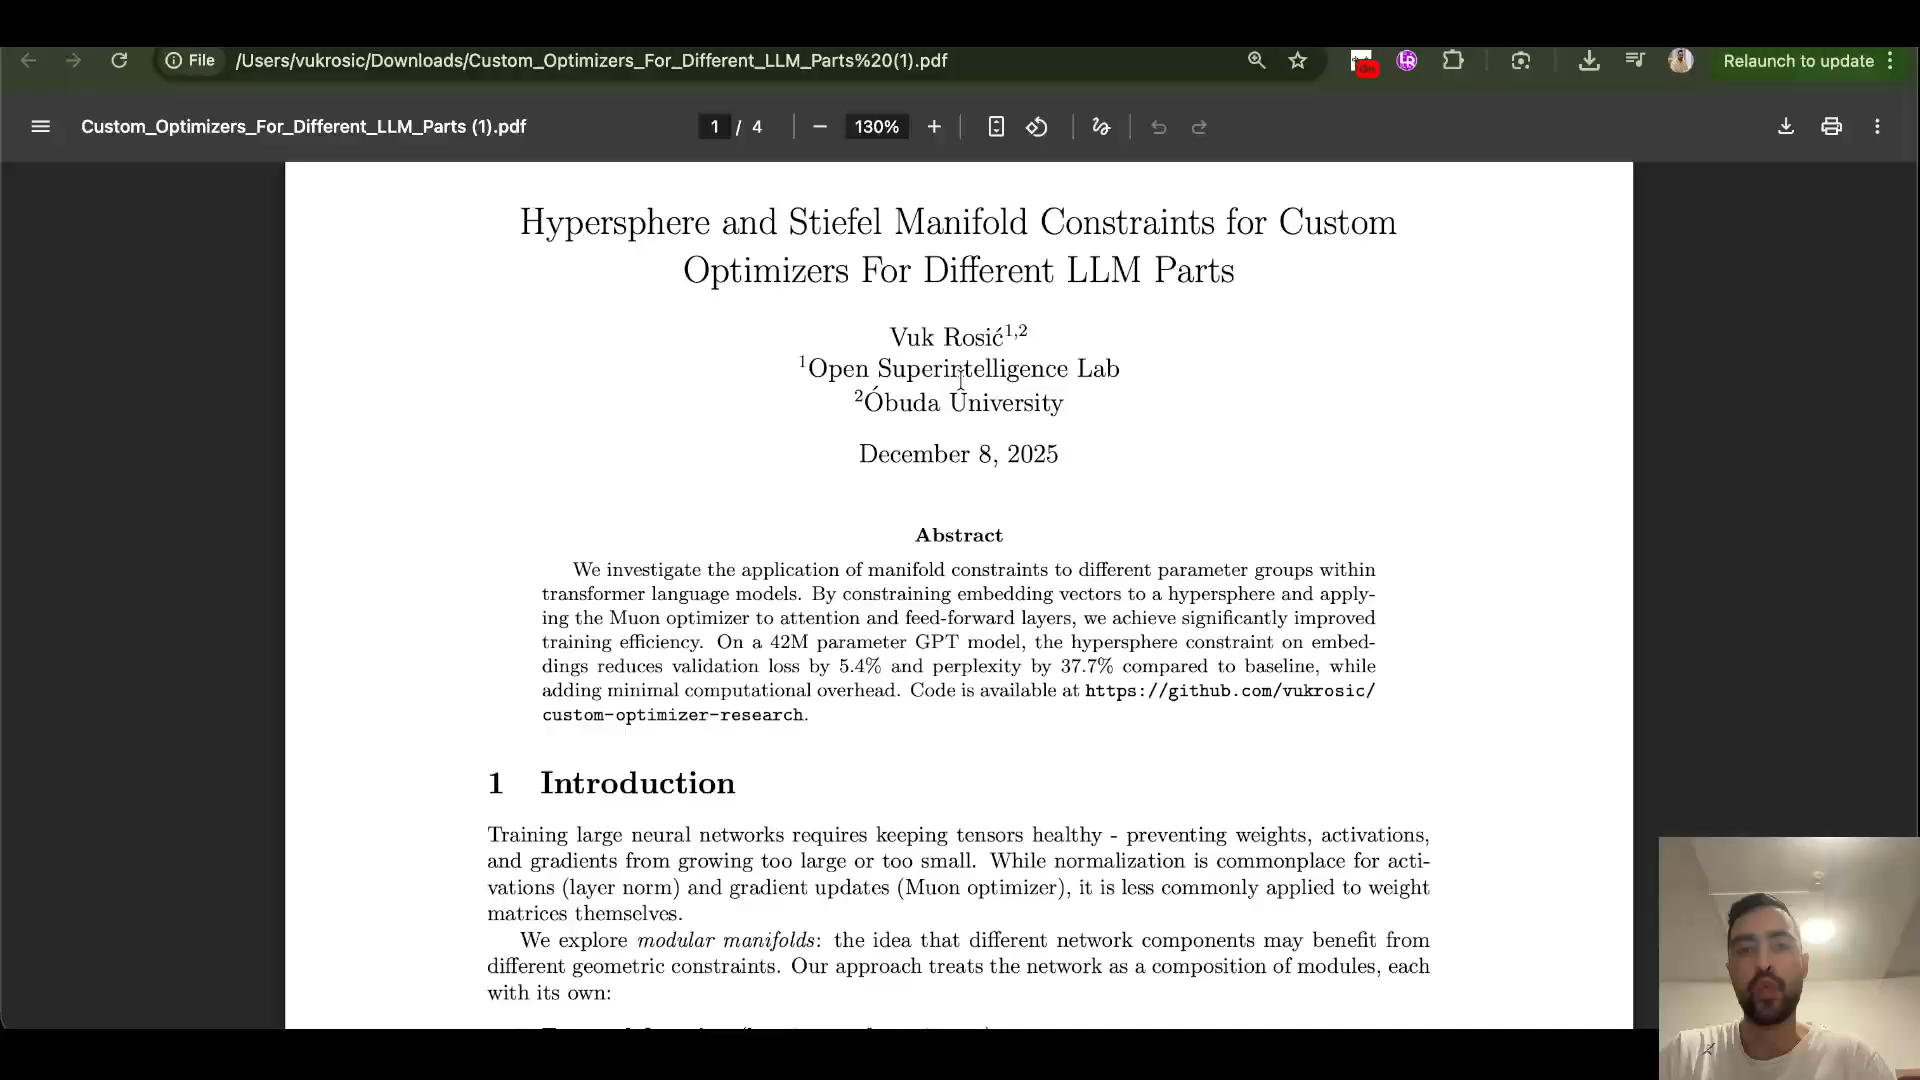 File /Users/vukrosic/Downloads/Custom_Optimizers_For_Different_LLM_Parts%20(1).pdf Relaunch to update
Custom_Optimizers_For_Different_LLM_Parts (1).pdf 1 / 4 130%
Hypersphere and Stiefel Manifold Constraints for Custom
Optimizers For Different LLM Parts
Vuk Rosić¹,²
¹Open Superintelligence Lab
²Óbuda University
December 8, 2025
Abstract
We investigate the application of manifold constraints to different parameter groups within
transformer language models. By constraining embedding vectors to a hypersphere and apply-
ing the Muon optimizer to attention and feed-forward layers, we achieve significantly improved
training efficiency. On a 42M parameter GPT model, the hypersphere constraint on embed-
dings reduces validation loss by 5.4% and perplexity by 37.7% compared to baseline, while
adding minimal computational overhead. Code is available at https://github.com/vukrosic/
custom-optimizer-research.
1 Introduction
Training large neural networks requires keeping tensors healthy - preventing weights, activations,
and gradients from growing too large or too small. While normalization is commonplace for acti-
vations (layer norm) and gradient updates (Muon optimizer), it is less commonly applied to weight
matrices themselves.
We explore modular manifolds: the idea that different network components may benefit from
different geometric constraints. Our approach treats the network as a composition of modules, each
with its own: